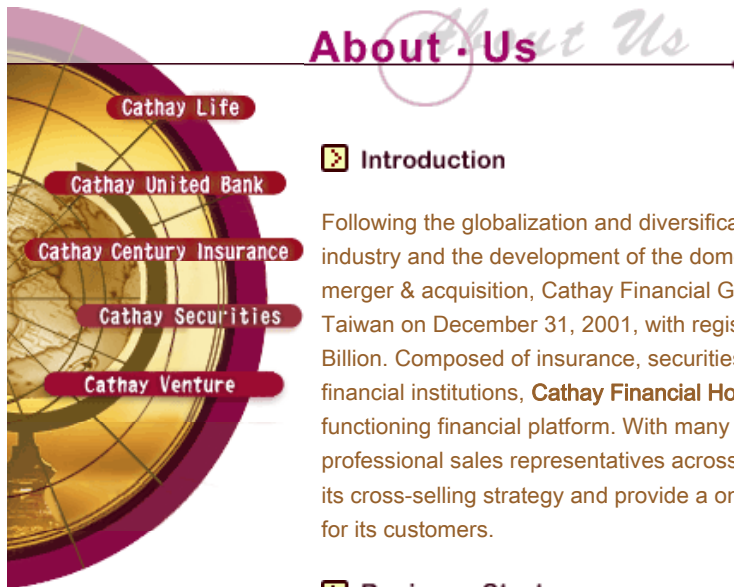 About Us
About · Us
Cathay Life
Cathay United Bank
Cathay Century Insurance
Cathay Securities
Cathay Venture
Introduction
Following the globalization and diversifica
industry and the development of the dom
merger & acquisition, Cathay Financial G
Taiwan on December 31, 2001, with regis
Billion. Composed of insurance, securities
financial institutions, Cathay Financial Ho
functioning financial platform. With many
professional sales representatives across
its cross-selling strategy and provide a on
for its customers.